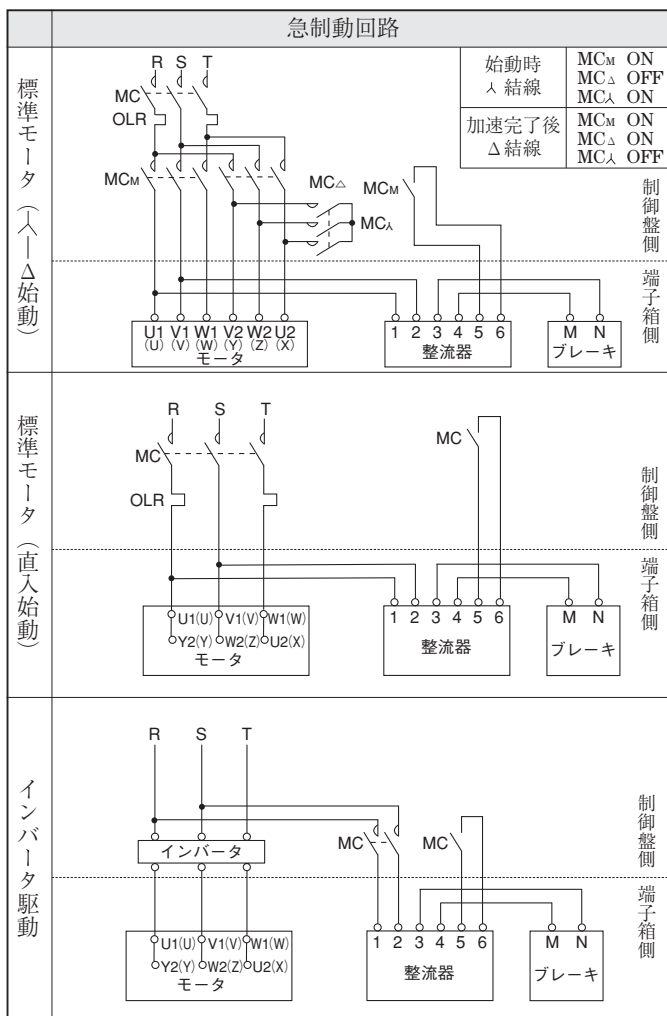 急制動回路
標準モータ（⅄―Δ始動）
R S T
MC
OLR
始動時
⅄ 結線
MCM ON
MC△ OFF
MC⅄ ON
加速完了後
Δ 結線
MCM ON
MC△ ON
MC⅄ OFF
MCM
MC△
MC⅄
MCM
制御盤側
端子箱側
U1 V1 W1 V2 W2 U2
(U) (V) (W) (Y) (Z) (X)
モータ
1 2 3 4 5 6
整流器
M N
ブレーキ
標準モータ（直入始動）
R S T
MC
OLR
MC
制御盤側
端子箱側
U1(U) V1(V) W1(W)
Y2(Y) W2(Z) U2(X)
モータ
1 2 3 4 5 6
整流器
M N
ブレーキ
インバータ駆動
R S T
インバータ
MC
MC
制御盤側
端子箱側
U1(U) V1(V) W1(W)
Y2(Y) W2(Z) U2(X)
モータ
1 2 3 4 5 6
整流器
M N
ブレーキ